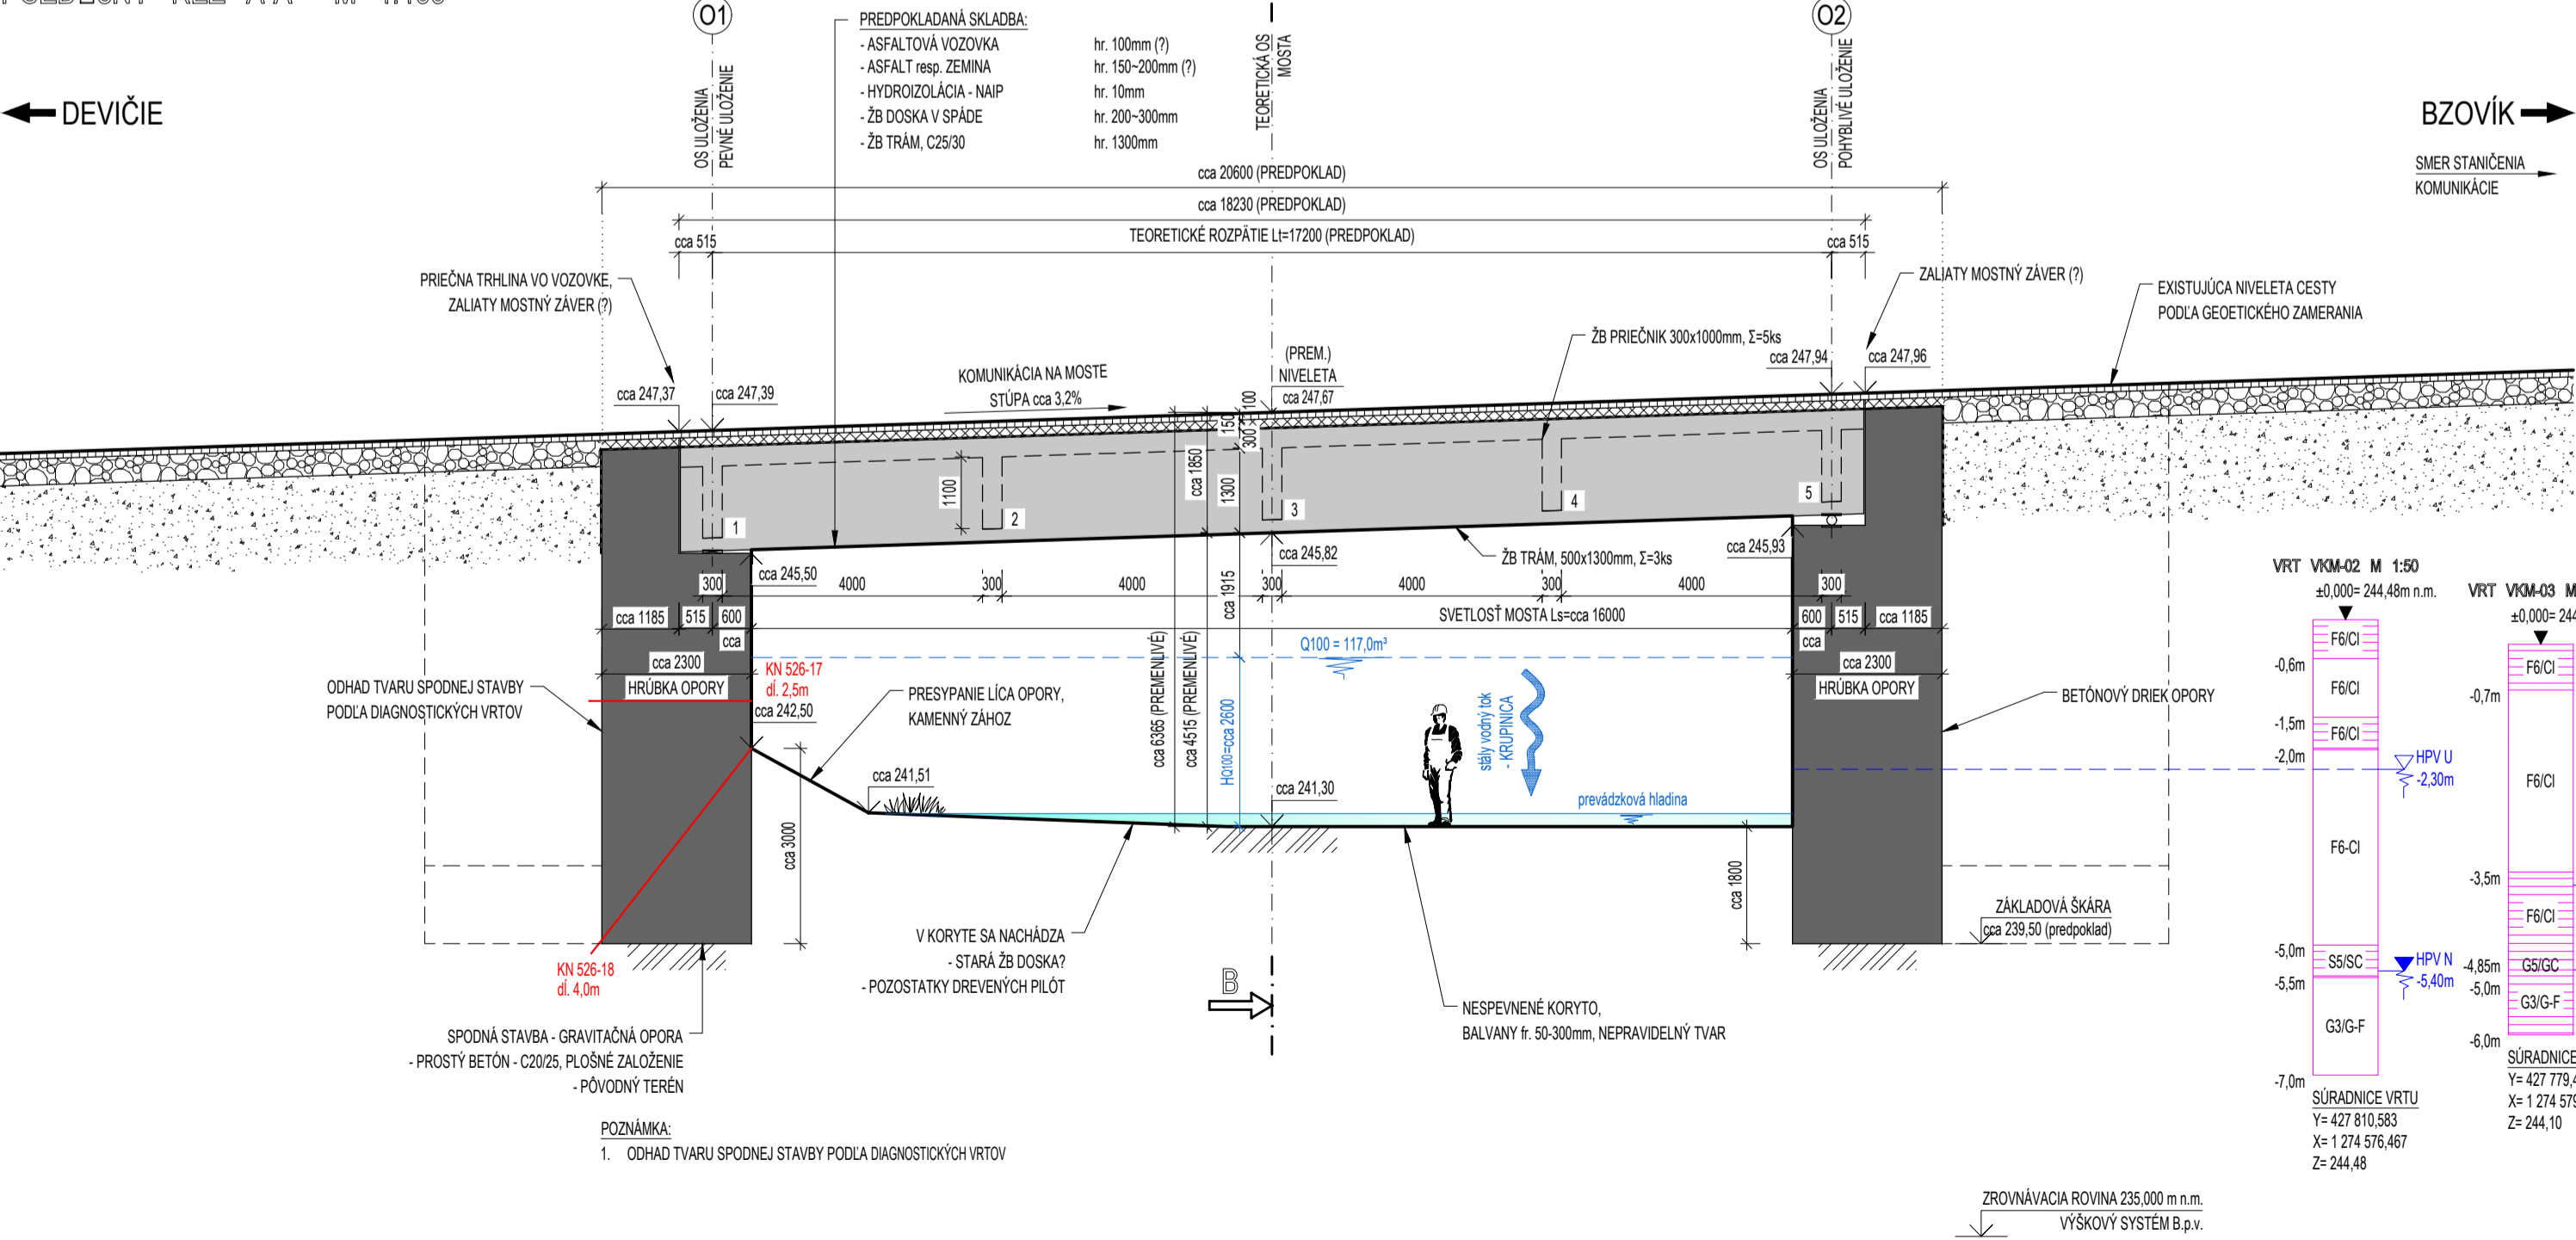 O1
O2
PREDPOKLADANÁ SKLADBA:
- ASFALTOVÁ VOZOVKA hr. 100mm (?)
- ASFALT resp. ZEMINA hr. 150~200mm (?)
- HYDROIZOLÁCIA - NAIP hr. 10mm
- ŽB DOSKA V SPÁDE hr. 200~300mm
- ŽB TRÁM, C25/30 hr. 1300mm
OS ULOŽENIA
PEVNÉ ULOŽENIE
TEORETICKÁ OS
MOSTA
OS ULOŽENIA
POHYBLIVÉ ULOŽENIE
DEVIČIE
BZOVÍK
SMER STANIČENIA
KOMUNIKÁCIE
cca 20600 (PREDPOKLAD)
cca 18230 (PREDPOKLAD)
cca 515
TEORETICKÉ ROZPÄTIE Lt=17200 (PREDPOKLAD)
cca 515
PRIEČNA TRHLINA VO VOZOVKE,
ZALIATY MOSTNÝ ZÁVER (?)
ZALIATY MOSTNÝ ZÁVER (?)
EXISTUJÚCA NIVELETA CESTY
PODĽA GEOETICKÉHO ZAMERANIA
ŽB PRIEČNIK 300x1000mm, Σ=5ks
cca 247,37
cca 247,39
KOMUNIKÁCIA NA MOSTE
STÚPA cca 3,2%
(PREM.)
NIVELETA
cca 247,67
cca 247,94
cca 247,96
100
150
300
cca 1850
1300
1100
1
2
3
4
5
cca 245,50
cca 245,82
ŽB TRÁM, 500x1300mm, Σ=3ks
cca 245,93
300
4000
300
4000
300
4000
300
4000
300
cca 1185
515
600
cca
cca 1915
SVETLOSŤ MOSTA Ls=cca 16000
600
cca
515
cca 1185
cca 2300
HRÚBKA OPORY
cca 2300
HRÚBKA OPORY
KN 526-17
dĺ. 2,5m
cca 242,50
Q100 = 117,0m³
cca 6365 (PREMENLIVÉ)
cca 4515 (PREMENLIVÉ)
HQ100=cca 2600
stály vodný tok
- KRUPINICA
ODHAD TVARU SPODNEJ STAVBY
PODĽA DIAGNOSTICKÝCH VRTOV
PRESYPANIE LÍCA OPORY,
KAMENNÝ ZÁHOZ
BETÓNOVÝ DRIEK OPORY
cca 241,51
cca 241,30
prevádzková hladina
cca 3000
cca 1800
ZÁKLADOVÁ ŠKÁRA
cca 239,50 (predpoklad)
KN 526-18
dĺ. 4,0m
V KORYTE SA NACHÁDZA
- STARÁ ŽB DOSKA?
- POZOSTATKY DREVENÝCH PILÓT
B
NESPEVNENÉ KORYTO,
BALVANY fr. 50-300mm, NEPRAVIDELNÝ TVAR
SPODNÁ STAVBA - GRAVITAČNÁ OPORA
- PROSTÝ BETÓN - C20/25, PLOŠNÉ ZALOŽENIE
- PÔVODNÝ TERÉN
POZNÁMKA:
1. ODHAD TVARU SPODNEJ STAVBY PODĽA DIAGNOSTICKÝCH VRTOV
VRT VKM-02 M 1:50
±0,000= 244,48m n.m.
F6/CI
-0,6m
F6/CI
-1,5m
F6/CI
-2,0m
HPV U
-2,30m
F6-CI
-5,0m
S5/SC
HPV N
-5,40m
-5,5m
G3/G-F
-7,0m
SÚRADNICE VRTU
Y= 427 810,583
X= 1 274 576,467
Z= 244,48
VRT VKM-03 M
±0,000= 244
F6/CI
-0,7m
F6/CI
-3,5m
F6/CI
-4,85m
G5/GC
-5,0m
G3/G-F
-6,0m
SÚRADNICE
Y= 427 779,4
X= 1 274 579
Z= 244,10
ZROVNÁVACIA ROVINA 235,000 m n.m.
VÝŠKOVÝ SYSTÉM B.p.v.